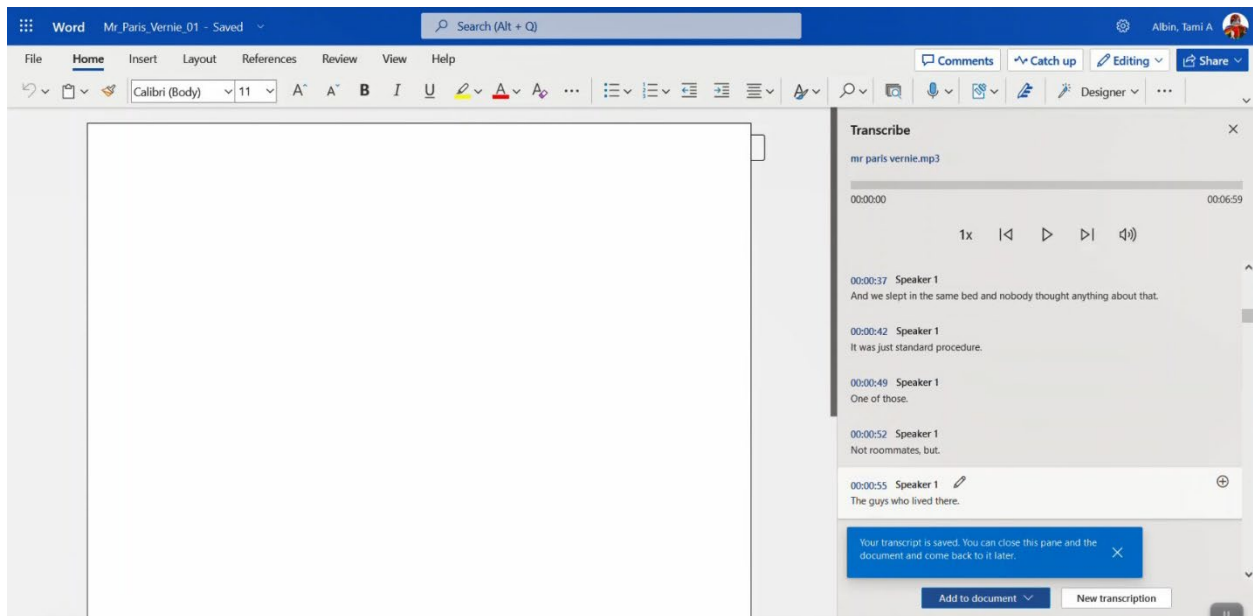 Word Mr_Paris_Vernie_01 - Saved Search (Alt + Q) Albin, Tami A
File Home Insert Layout References Review View Help Comments Catch up Editing Share
Calibri (Body) 11 A A B I U A A Designer
Transcribe
mr paris vernie.mp3
00:00:00 00:06:59
1x
00:00:37 Speaker 1
And we slept in the same bed and nobody thought anything about that.
00:00:42 Speaker 1
It was just standard procedure.
00:00:49 Speaker 1
One of those.
00:00:52 Speaker 1
Not roommates, but.
00:00:55 Speaker 1
The guys who lived there.
Your transcript is saved. You can close this pane and the
document and come back to it later.
Add to document New transcription